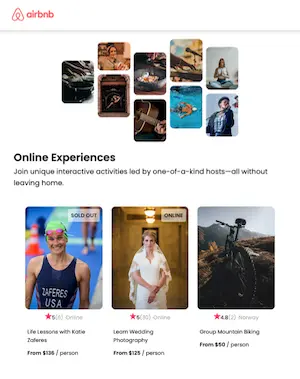 airbnb
Online Experiences
Join unique interactive activities led by one-of-a-kind hosts—all without
leaving home.
SOLD OUT
ONLINE
ZAFERES
USA
5(6) ·Online
5(30) ·Online
4.8(2) ·Norway
Life Lessons with Katie
Zaferes
Learn Wedding
Photography
Group Mountain Biking
From $136 / person
From $125 / person
From $50 / person